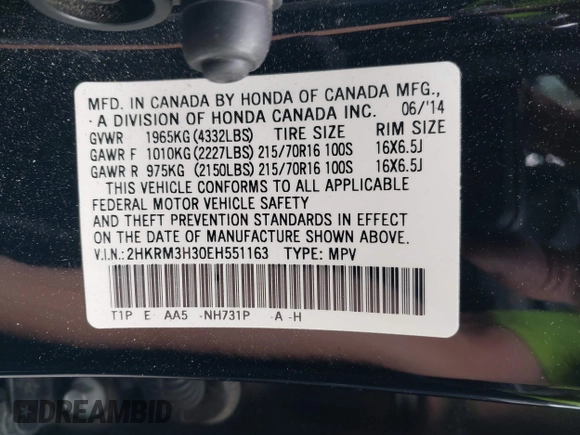 MFD. IN CANADA BY HONDA OF CANADA MFG.,
A DIVISION OF HONDA CANADA INC. 06/'14
GVWR 1965KG(4332LBS) TIRE SIZE RIM SIZE
GAWR F 1010KG(2227LBS) 215/70R16 100S 16X6.5J
GAWR R 975KG (2150LBS) 215/70R16 100S 16X6.5J
THIS VEHICLE CONFORMS TO ALL APPLICABLE
FEDERAL MOTOR VEHICLE SAFETY
AND THEFT PREVENTION STANDARDS IN EFFECT
ON THE DATE OF MANUFACTURE SHOWN ABOVE.
V.I.N.: 2HKRM3H30EH551163 TYPE: MPV
T1P E AA5 -NH731P -A -H
DREAMBID